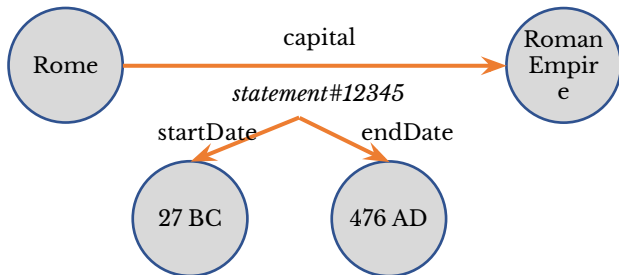 capital
Rome
Roman
Empir
e
statement#12345
startDate
endDate
27 BC
476 AD